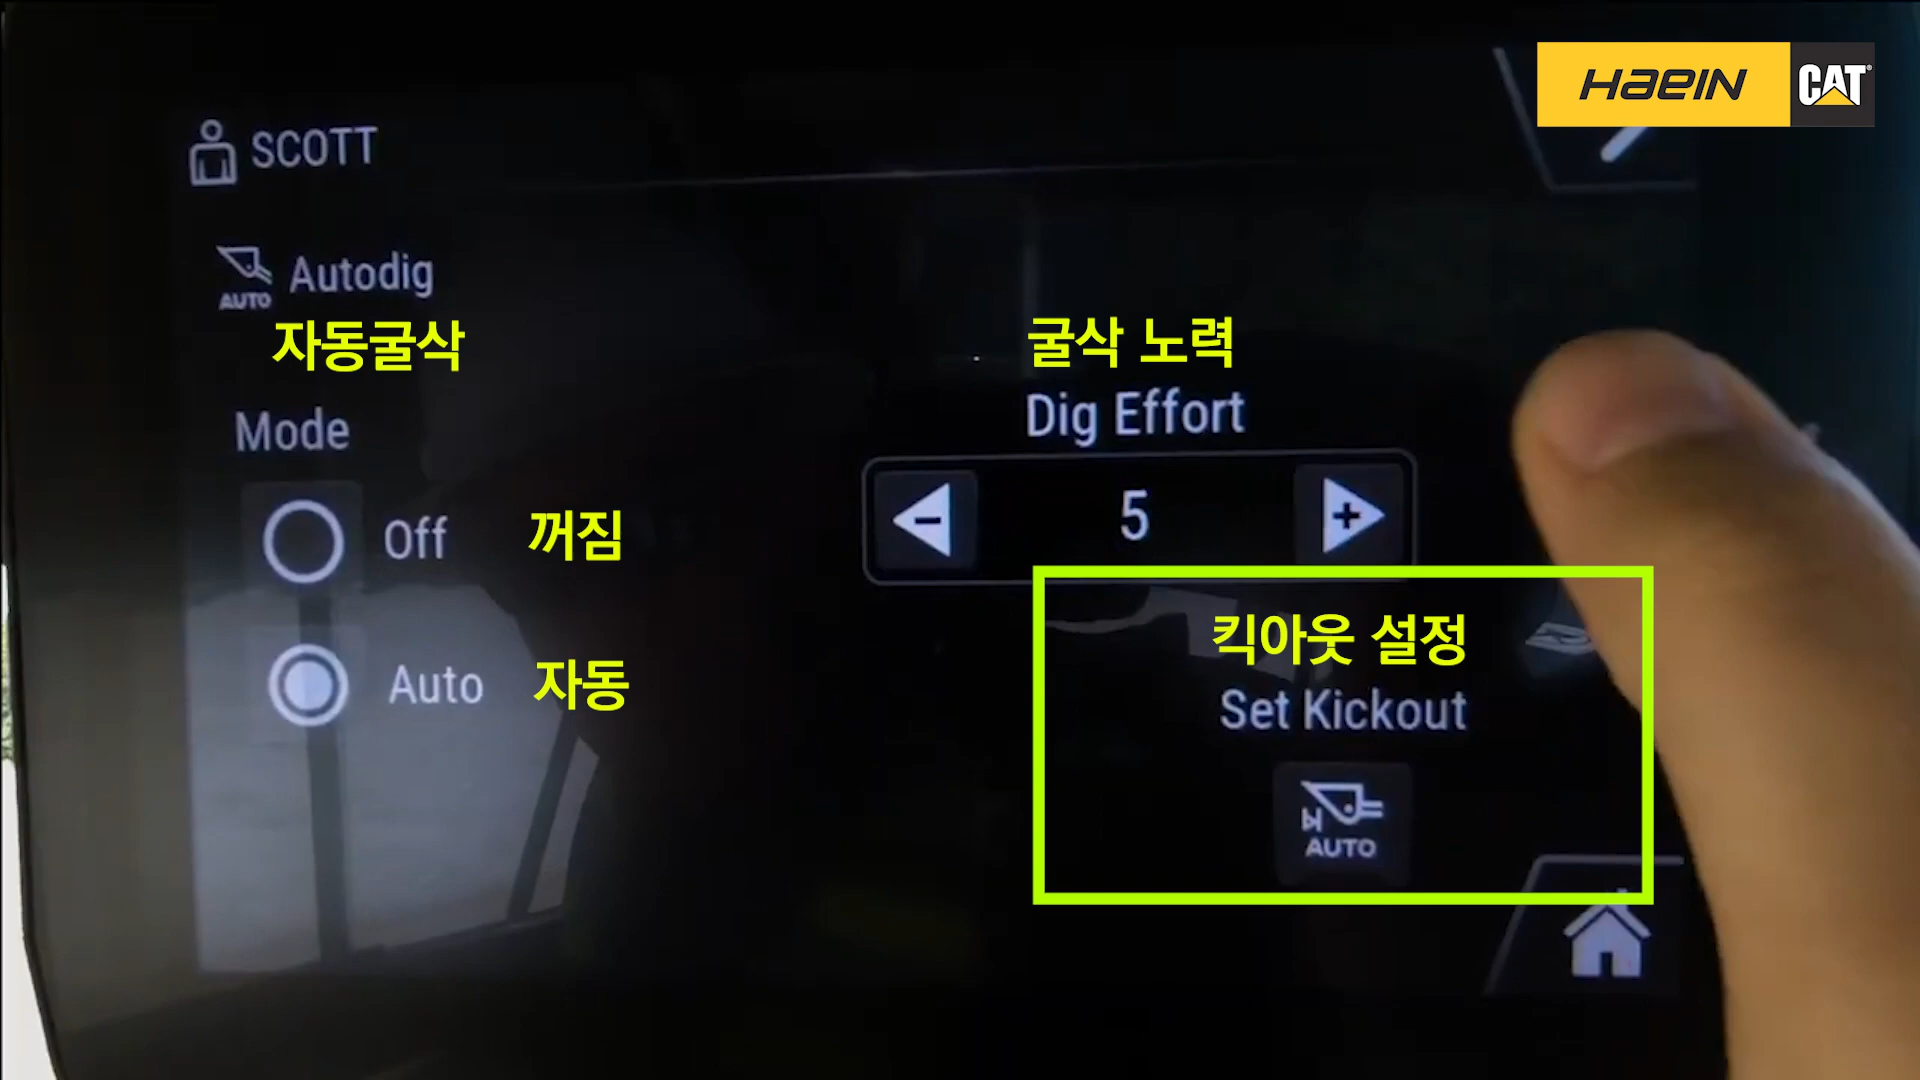 HaeIN CAT
SCOTT
AUTO Autodig
자동굴삭
굴삭 노력
Mode
Dig Effort
Off 꺼짐
- 5 +
Auto 자동
킥아웃 설정
Set Kickout
AUTO